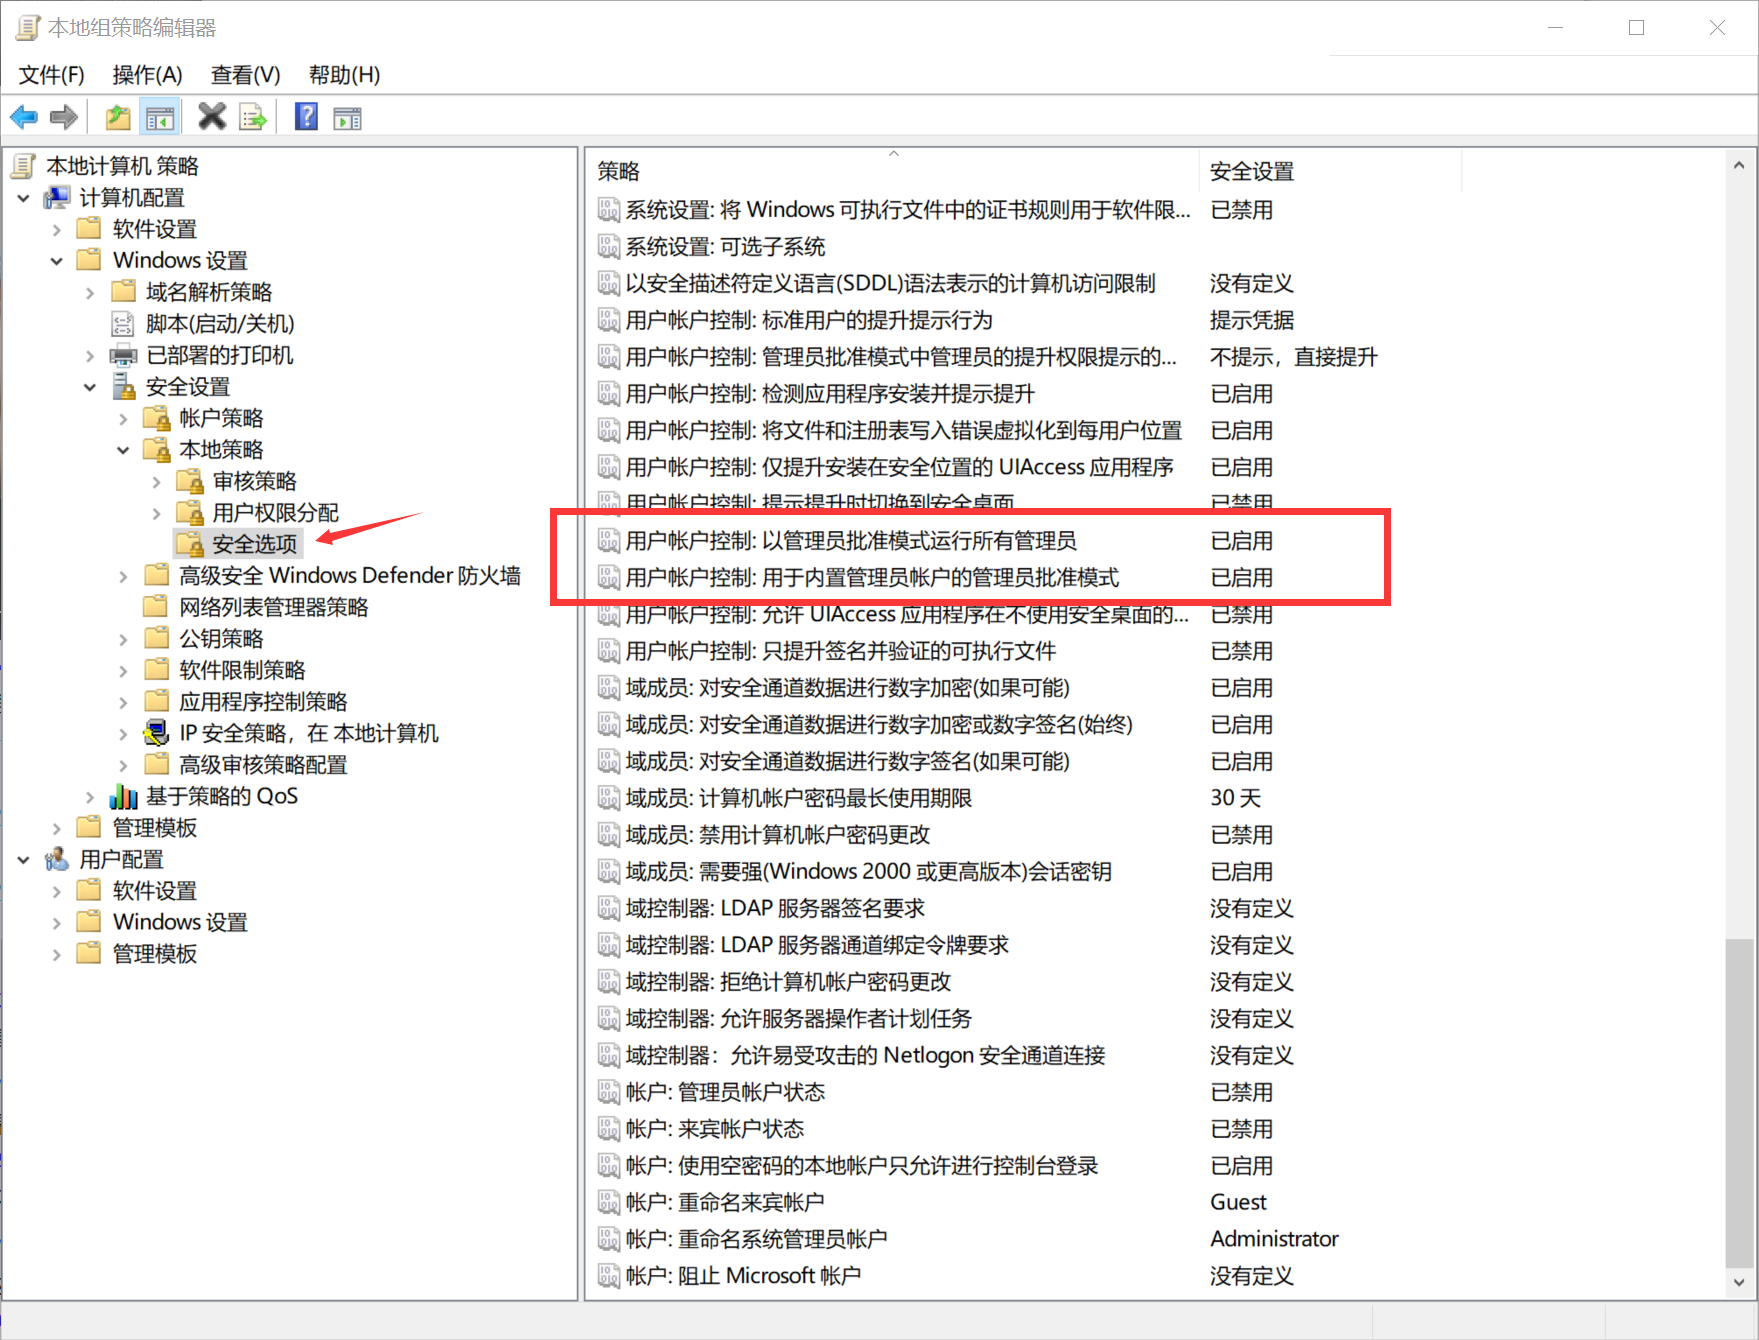 本地组策略编辑器
文件(F) 操作(A) 查看(V) 帮助(H)
本地计算机 策略
计算机配置
软件设置
Windows 设置
域名解析策略
脚本(启动/关机)
已部署的打印机
安全设置
帐户策略
本地策略
审核策略
用户权限分配
安全选项
高级安全 Windows Defender 防火墙
网络列表管理器策略
公钥策略
软件限制策略
应用程序控制策略
IP 安全策略，在 本地计算机
高级审核策略配置
基于策略的 QoS
管理模板
用户配置
软件设置
Windows 设置
管理模板
策略 安全设置
系统设置: 将 Windows 可执行文件中的证书规则用于软件限... 已禁用
系统设置: 可选子系统
以安全描述符定义语言(SDDL)语法表示的计算机访问限制 没有定义
用户帐户控制: 标准用户的提升提示行为 提示凭据
用户帐户控制: 管理员批准模式中管理员的提升权限提示的... 不提示，直接提升
用户帐户控制: 检测应用程序安装并提示提升 已启用
用户帐户控制: 将文件和注册表写入错误虚拟化到每用户位置 已启用
用户帐户控制: 仅提升安装在安全位置的 UIAccess 应用程序 已启用
用户帐户控制: 提示提升时切换到安全桌面 已禁用
用户帐户控制: 以管理员批准模式运行所有管理员 已启用
用户帐户控制: 用于内置管理员帐户的管理员批准模式 已启用
用户帐户控制: 允许 UIAccess 应用程序在不使用安全桌面的... 已禁用
用户帐户控制: 只提升签名并验证的可执行文件 已禁用
域成员: 对安全通道数据进行数字加密(如果可能) 已启用
域成员: 对安全通道数据进行数字加密或数字签名(始终) 已启用
域成员: 对安全通道数据进行数字签名(如果可能) 已启用
域成员: 计算机帐户密码最长使用期限 30 天
域成员: 禁用计算机帐户密码更改 已禁用
域成员: 需要强(Windows 2000 或更高版本)会话密钥 已启用
域控制器: LDAP 服务器签名要求 没有定义
域控制器: LDAP 服务器通道绑定令牌要求 没有定义
域控制器: 拒绝计算机帐户密码更改 没有定义
域控制器: 允许服务器操作者计划任务 没有定义
域控制器：允许易受攻击的 Netlogon 安全通道连接 没有定义
帐户: 管理员帐户状态 已禁用
帐户: 来宾帐户状态 已禁用
帐户: 使用空密码的本地帐户只允许进行控制台登录 已启用
帐户: 重命名来宾帐户 Guest
帐户: 重命名系统管理员帐户 Administrator
帐户: 阻止 Microsoft 帐户 没有定义